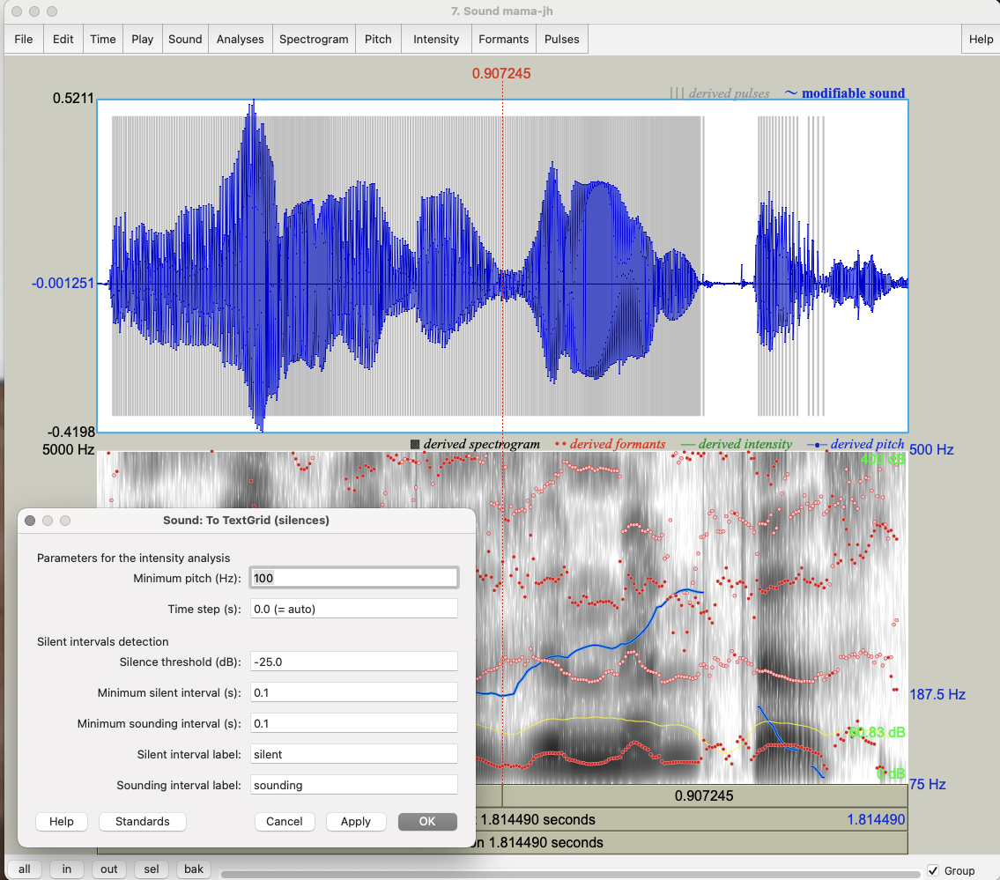 7. Sound mama-jh
File Edit Time Play Sound Analyses Spectrogram Pitch Intensity Formants Pulses Help
0.907245
0.5211
derived pulses modifiable sound
-0.001251
-0.4198
derived spectrogram derived formants derived intensity derived pitch
5000 Hz
500 Hz
400 dB
Sound: To TextGrid (silences)
Parameters for the intensity analysis
Minimum pitch (Hz): 100
Time step (s): 0.0 (= auto)
Silent intervals detection
Silence threshold (dB): -25.0
Minimum silent interval (s): 0.1
187.5 Hz
Minimum sounding interval (s): 0.1
60.83 dB
Silent interval label: silent
0 dB
Sounding interval label: sounding
75 Hz
0.907245
Help Standards Cancel Apply OK
1.814490 seconds 1.814490
on 1.814490 seconds
all in out sel bak Group